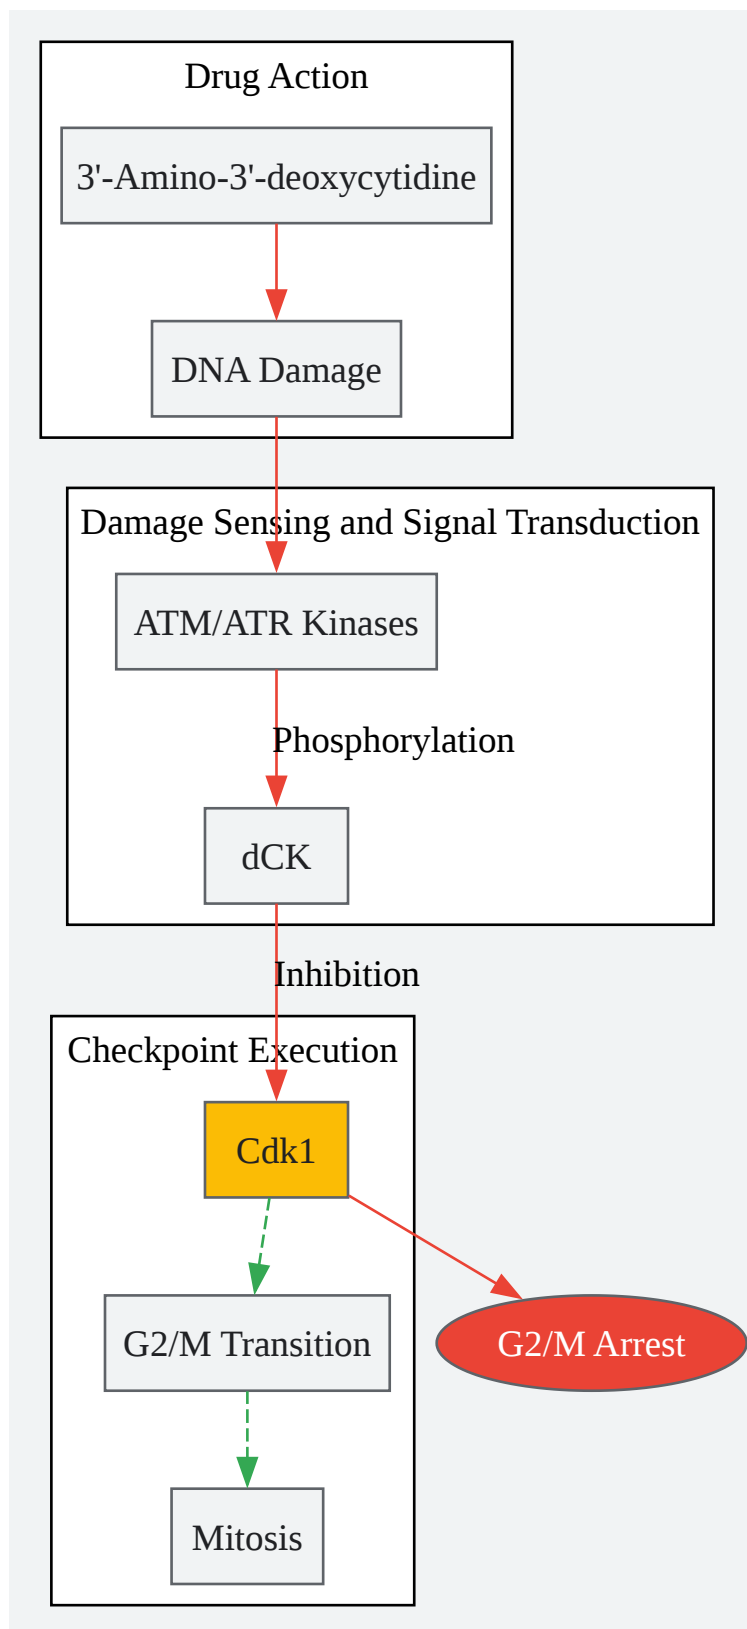 Drug Action
3'-Amino-3'-deoxycytidine
DNA Damage
Damage Sensing and Signal Transduction
ATM/ATR Kinases
Phosphorylation
dCK
Inhibition
Checkpoint Execution
Cdk1
G2/M Transition
G2/M Arrest
Mitosis